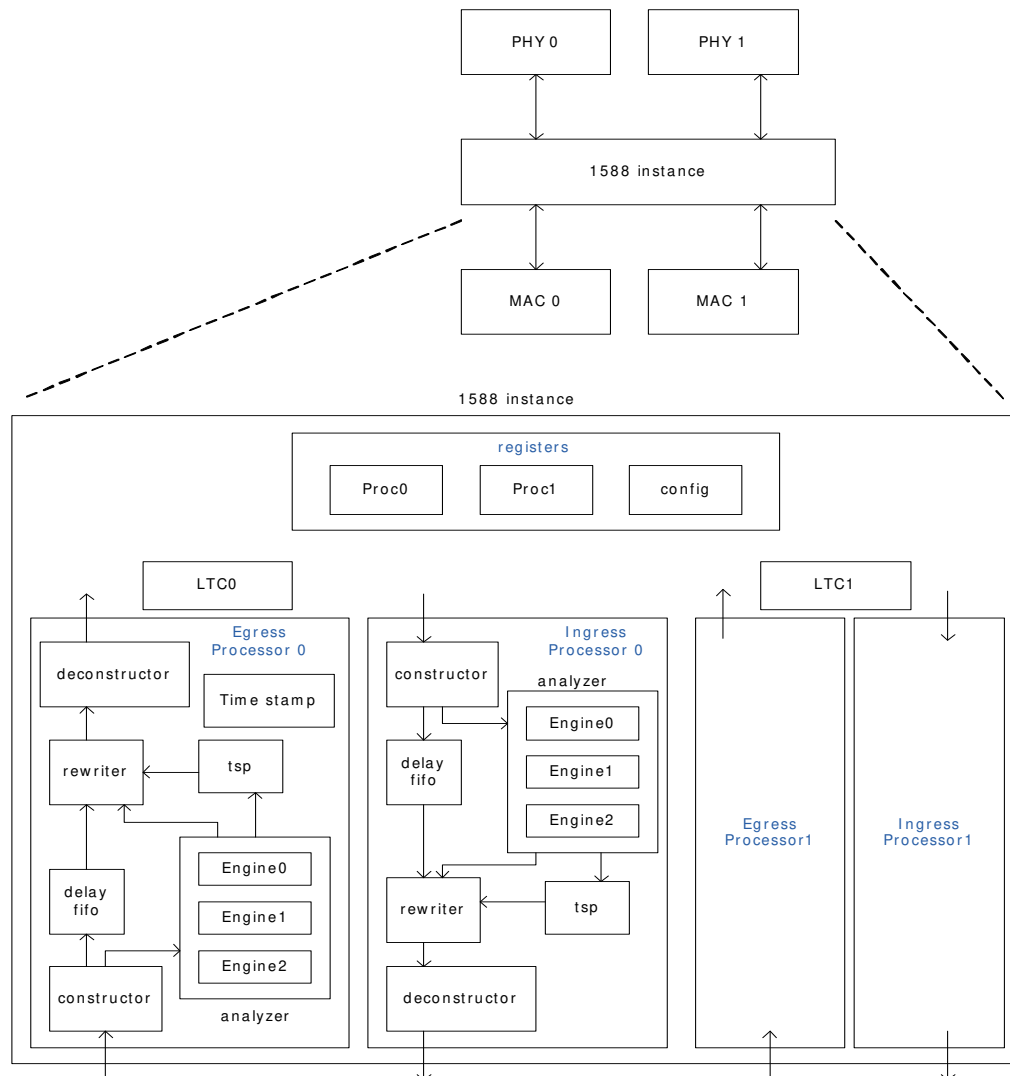 PHY 0
PHY 1
1588 instance
MAC 0
MAC 1
1588 instance
registers
Proc0
Proc1
config
LTC0
LTC1
Egress
Processor 0
deconstructor
Time stamp
rewriter
tsp
Engine0
Engine1
Engine2
delay
fifo
constructor
analyzer
Ingress
Processor 0
constructor
analyzer
Engine0
Engine1
Engine2
delay
fifo
rewriter
tsp
deconstructor
Egress
Processor1
Ingress
Processor1